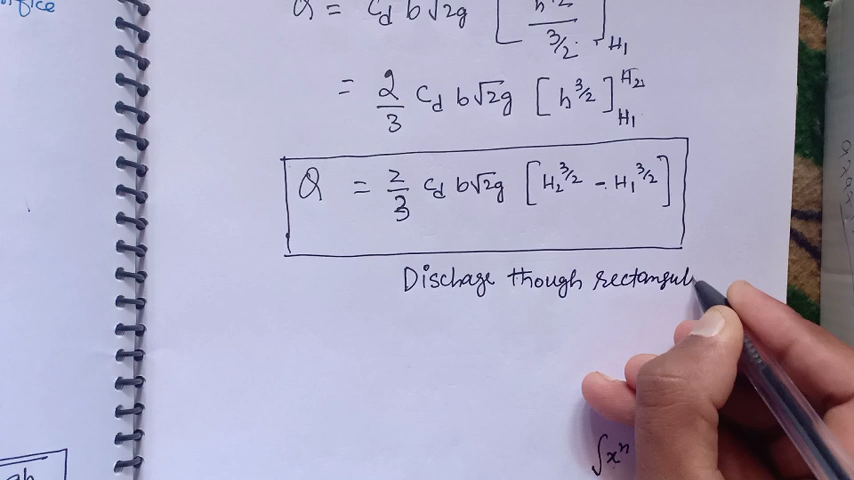 ifice
Q = Cd b√2g [h^3/2 / 3/2]H1
= 2/3 Cd b√2g [h^3/2]H2 H1
Q = 2/3 Cd b√2g [H2^3/2 - H1^3/2]
Dischage though rectangul
∫x^n